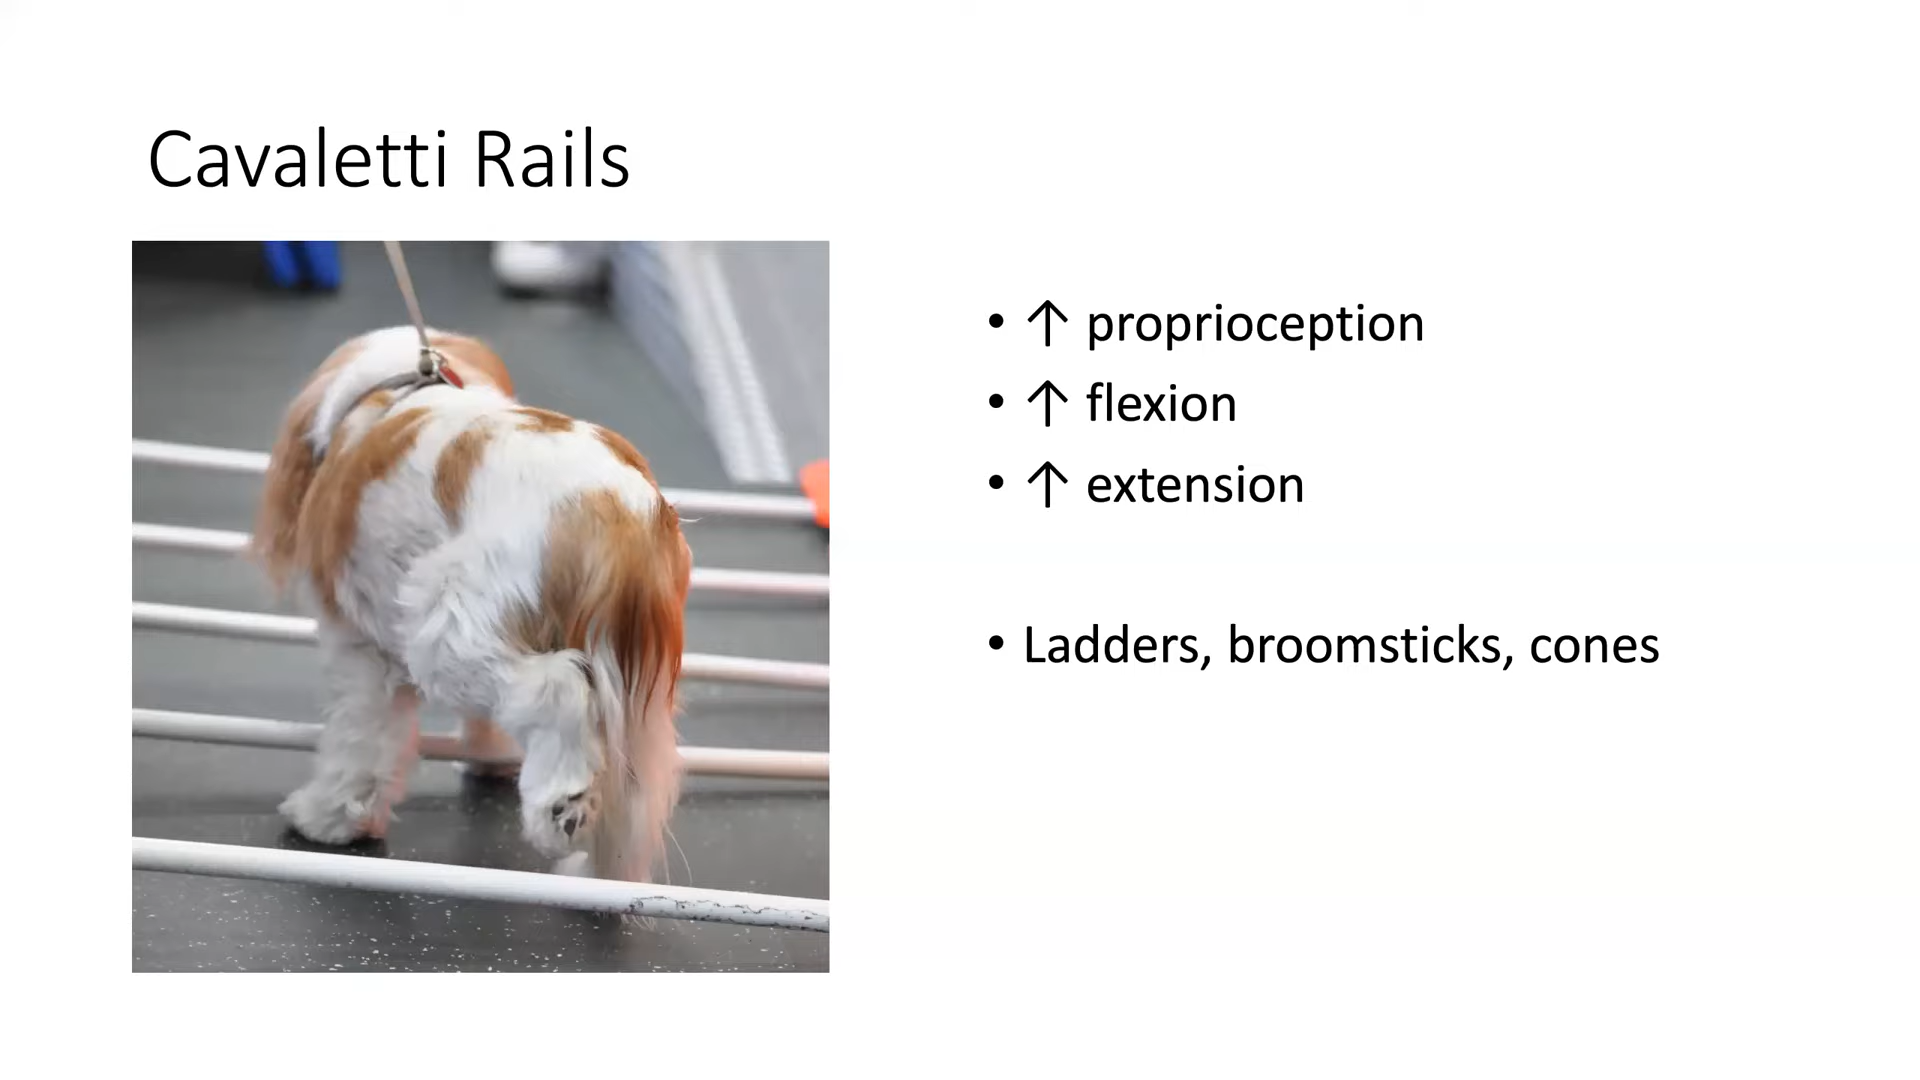 Cavaletti Rails
• ↑ proprioception
• ↑ flexion
• ↑ extension
• Ladders, broomsticks, cones